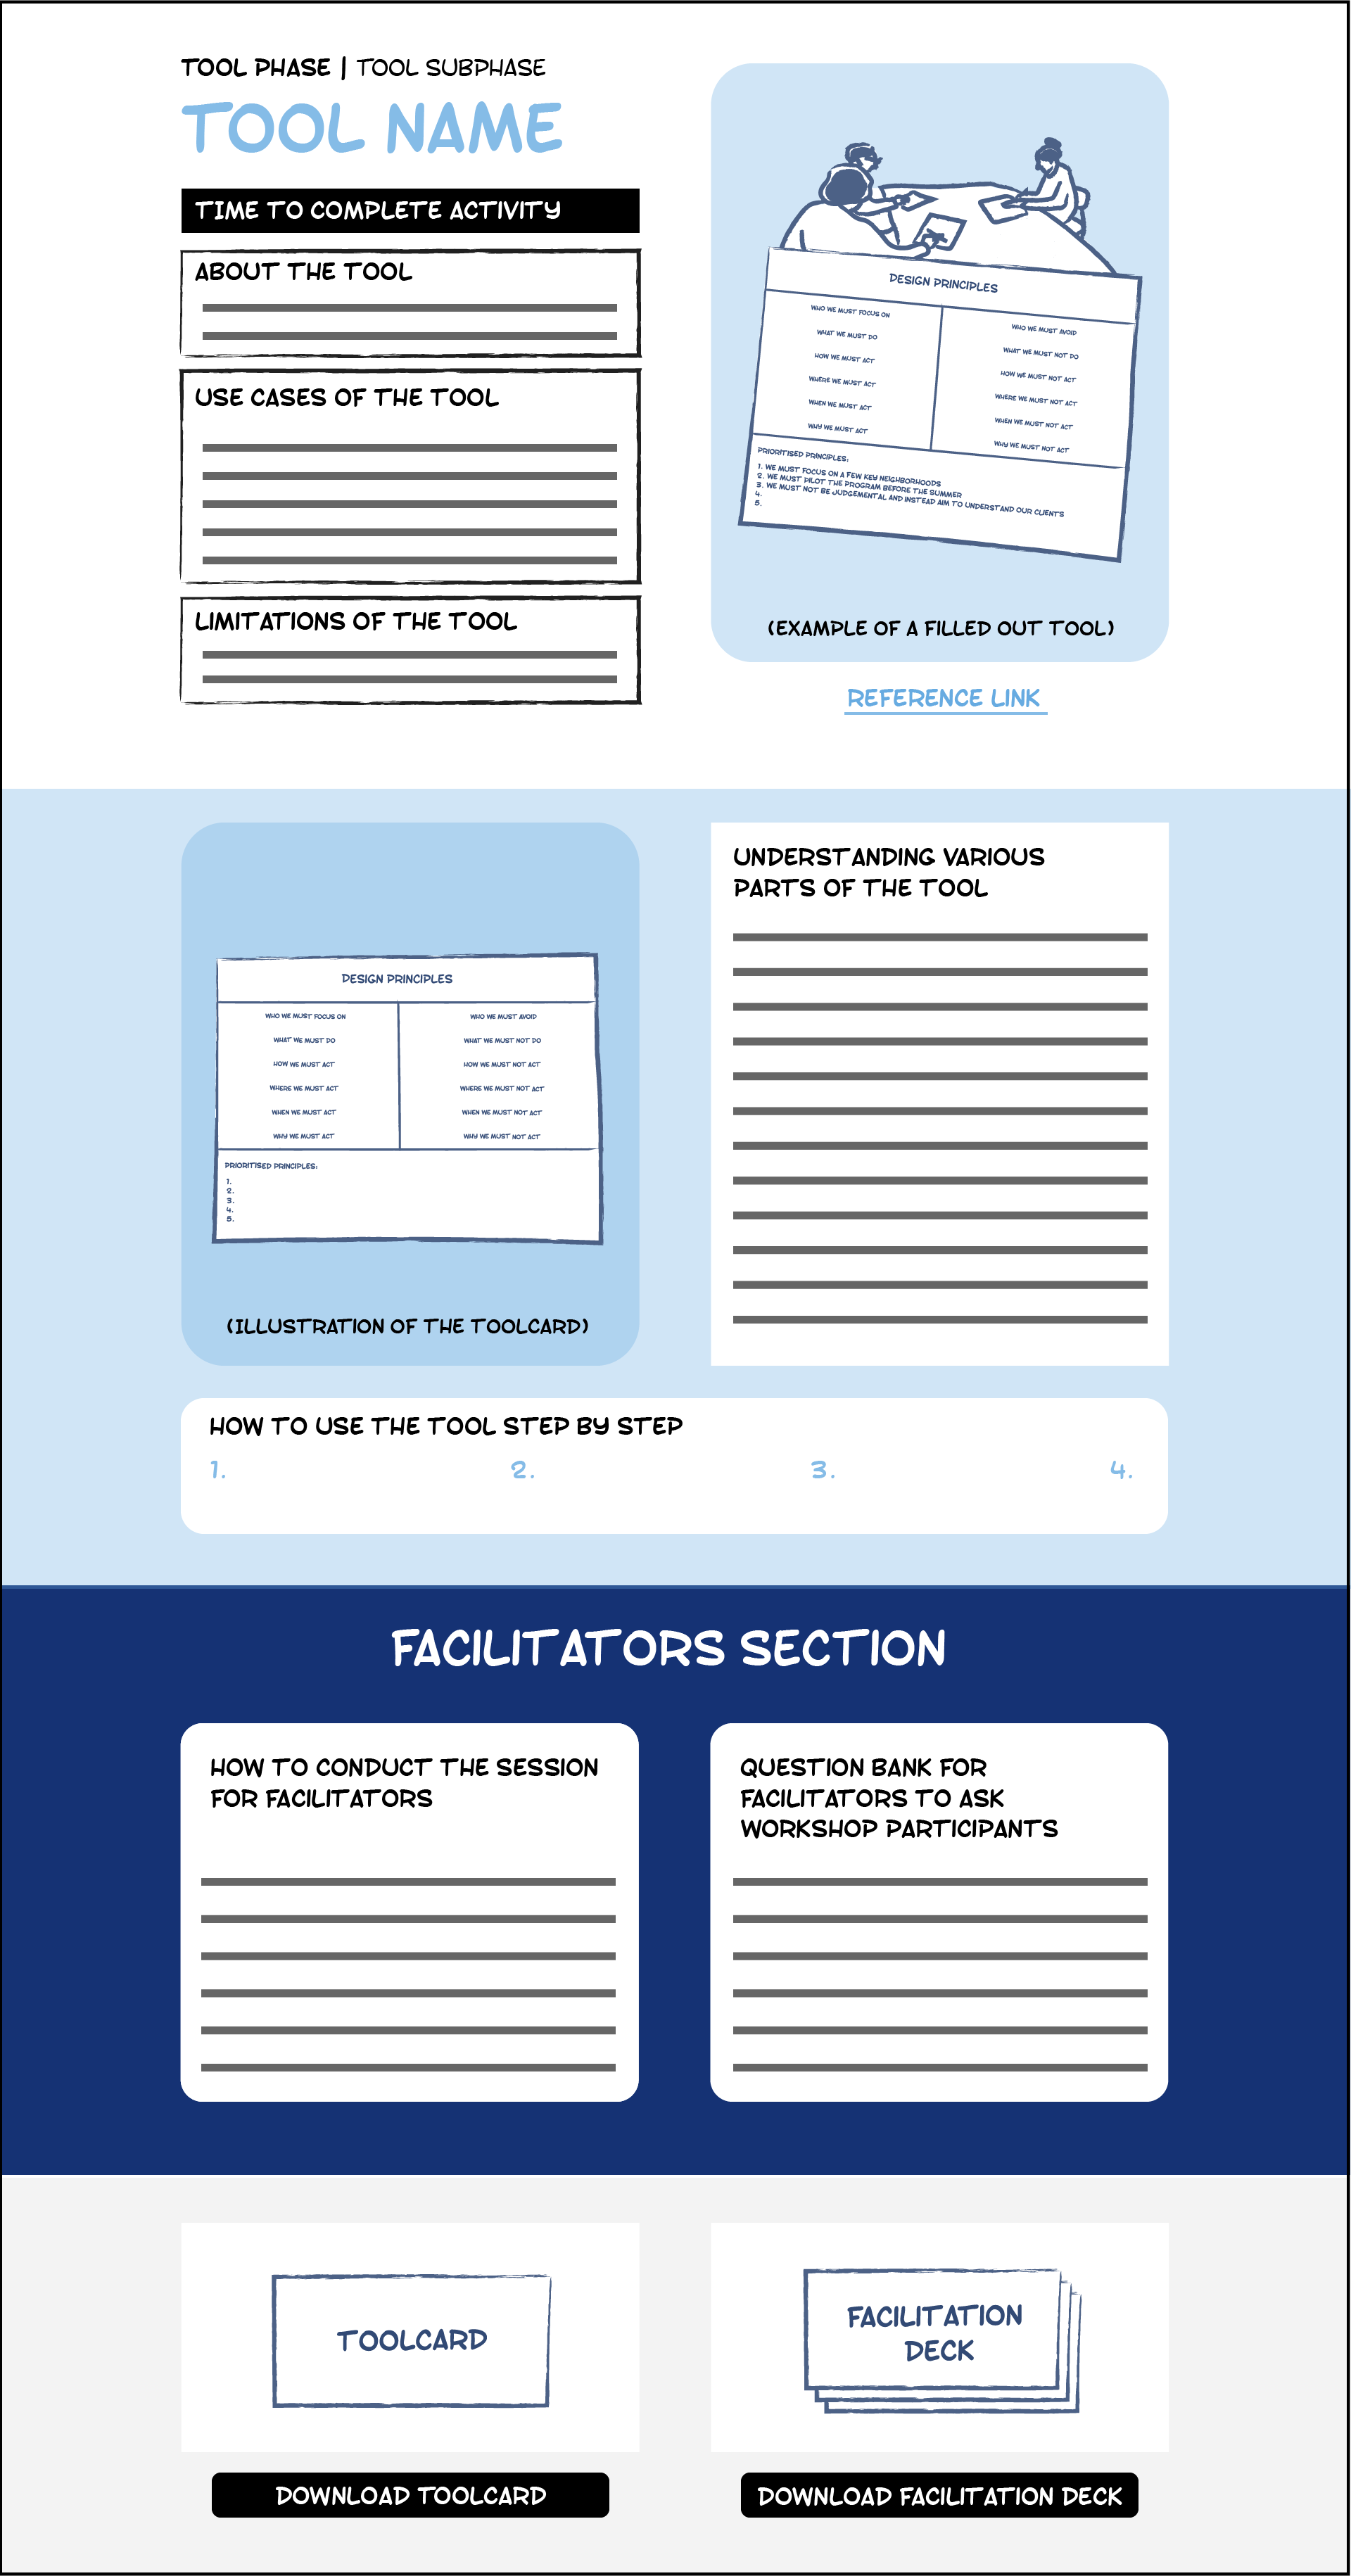 TOOL PHASE | TOOL SUBPHASE
TOOL NAME
TIME TO COMPLETE ACTIVITY
ABOUT THE TOOL
USE CASES OF THE TOOL
LIMITATIONS OF THE TOOL
DESIGN PRINCIPLES
WHO WE MUST FOCUS ON
WHAT WE MUST DO
HOW WE MUST ACT
WHERE WE MUST ACT
WHEN WE MUST ACT
WHY WE MUST ACT
WHO WE MUST AVOID
WHAT WE MUST NOT DO
HOW WE MUST NOT ACT
WHERE WE MUST NOT ACT
WHEN WE MUST NOT ACT
WHY WE MUST NOT ACT
PRIORITISED PRINCIPLES:
1. WE MUST FOCUS ON A FEW KEY NEIGHBORHOODS
2. WE MUST PILOT THE PROGRAM BEFORE THE SUMMER
3. WE MUST NOT BE JUDGEMENTAL AND INSTEAD AIM TO UNDERSTAND OUR CLIENTS
4.
5.
(EXAMPLE OF A FILLED OUT TOOL)
REFERENCE LINK
DESIGN PRINCIPLES
WHO WE MUST FOCUS ON
WHAT WE MUST DO
HOW WE MUST ACT
WHERE WE MUST ACT
WHEN WE MUST ACT
WHY WE MUST ACT
WHO WE MUST AVOID
WHAT WE MUST NOT DO
HOW WE MUST NOT ACT
WHERE WE MUST NOT ACT
WHEN WE MUST NOT ACT
WHY WE MUST NOT ACT
PRIORITISED PRINCIPLES:
1.
2.
3.
4.
5.
(ILLUSTRATION OF THE TOOLCARD)
UNDERSTANDING VARIOUS
PARTS OF THE TOOL
HOW TO USE THE TOOL STEP BY STEP
1. 2. 3. 4.
FACILITATORS SECTION
HOW TO CONDUCT THE SESSION
FOR FACILITATORS
QUESTION BANK FOR
FACILITATORS TO ASK
WORKSHOP PARTICIPANTS
TOOLCARD
FACILITATION
DECK
DOWNLOAD TOOLCARD
DOWNLOAD FACILITATION DECK